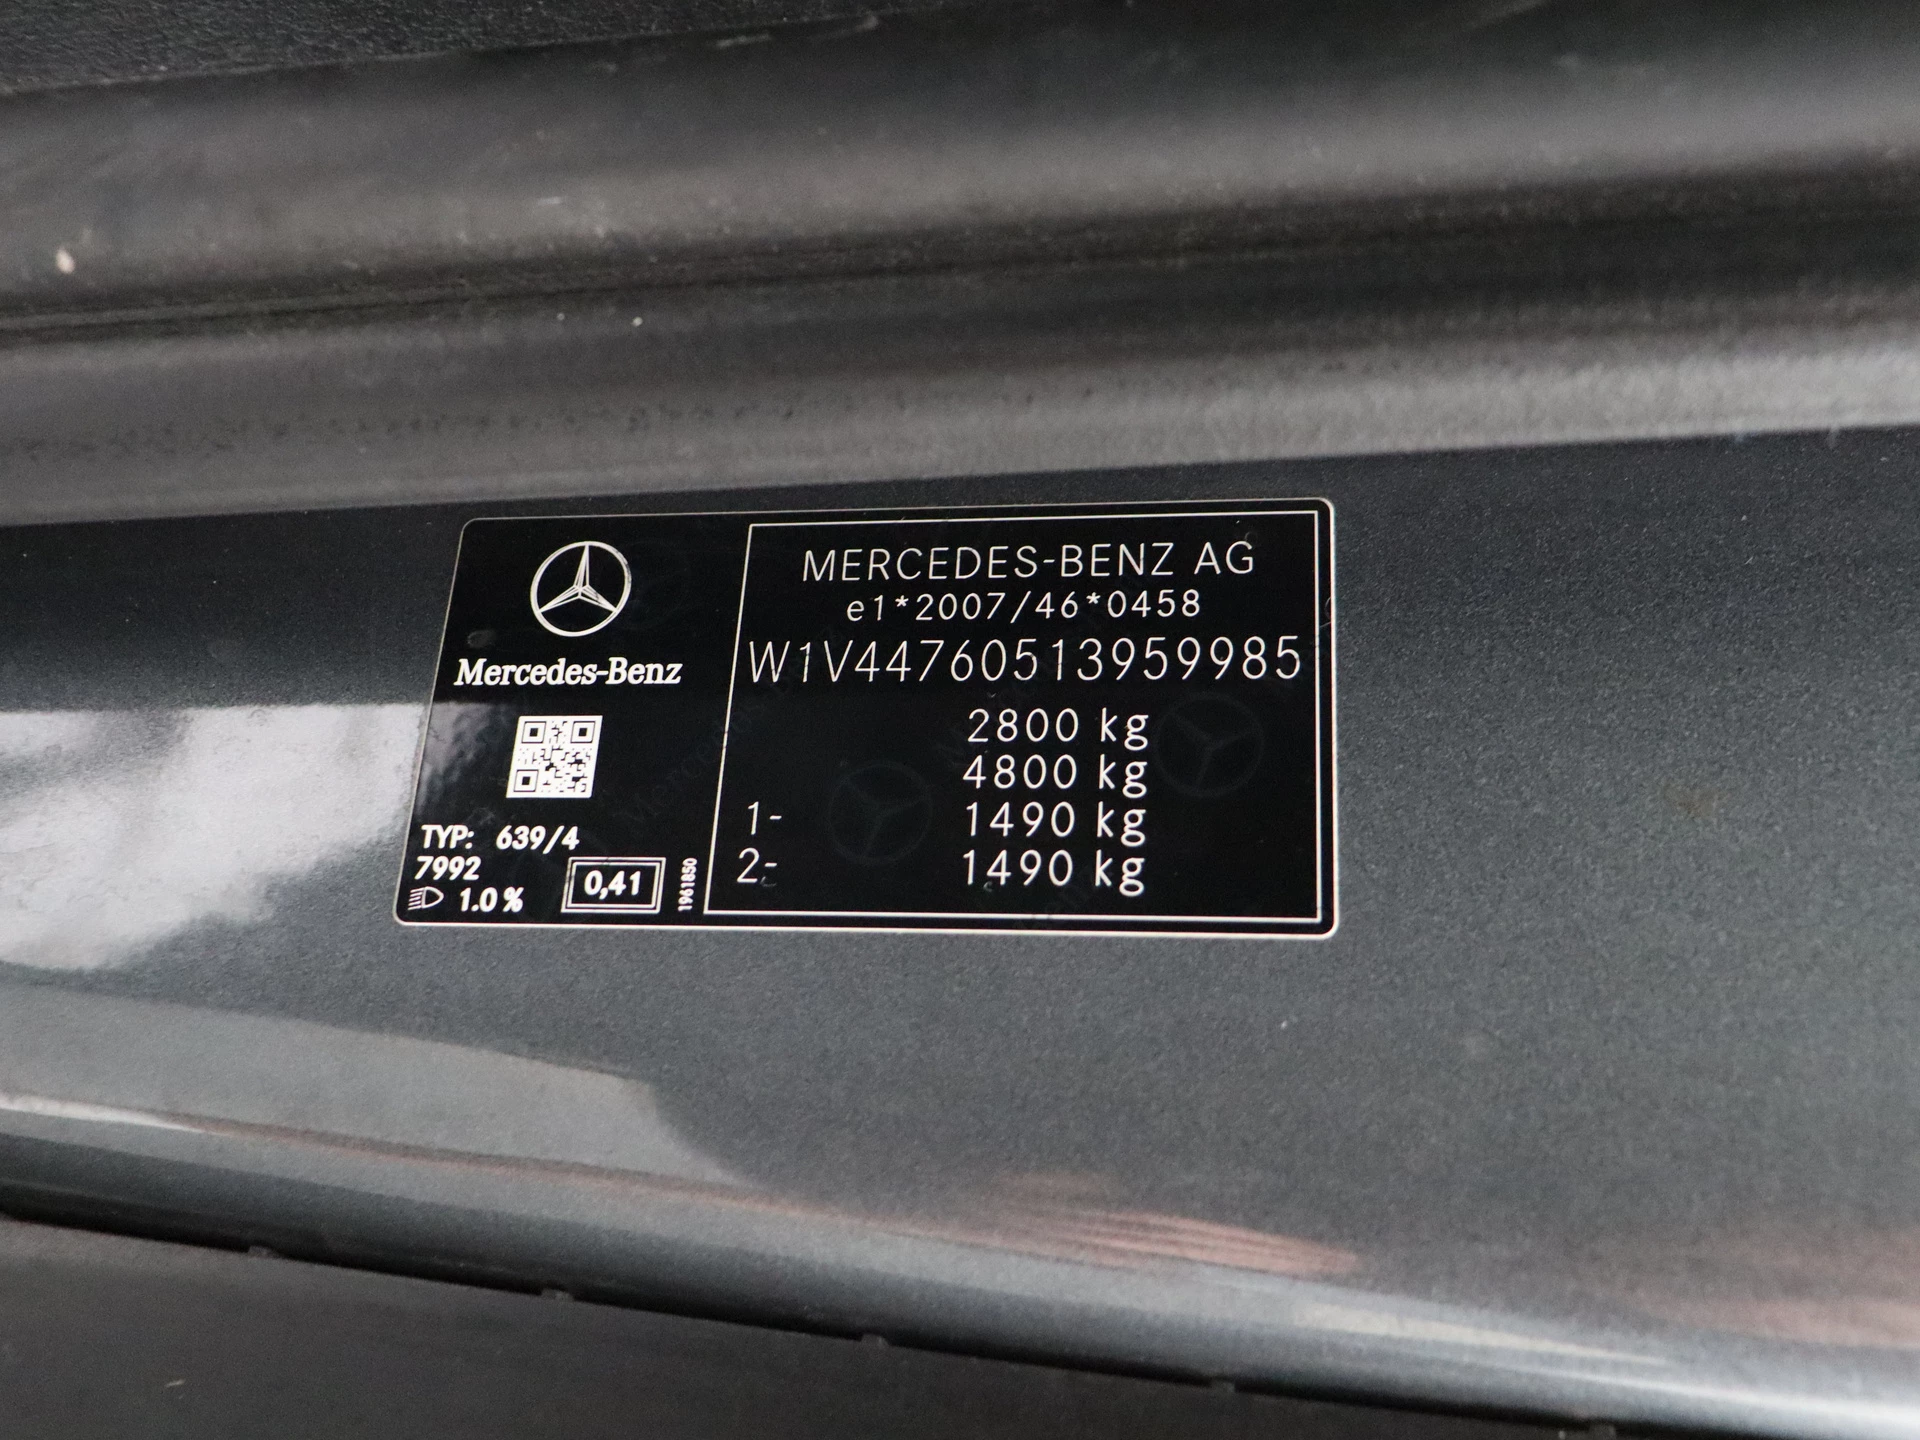 Mercedes-Benz
TYP: 639/4
7992
1.0 %
0,41
1961850
MERCEDES-BENZ AG
e1*2007/46*0458
W1V44760513959985
2800 kg
4800 kg
1- 1490 kg
2- 1490 kg